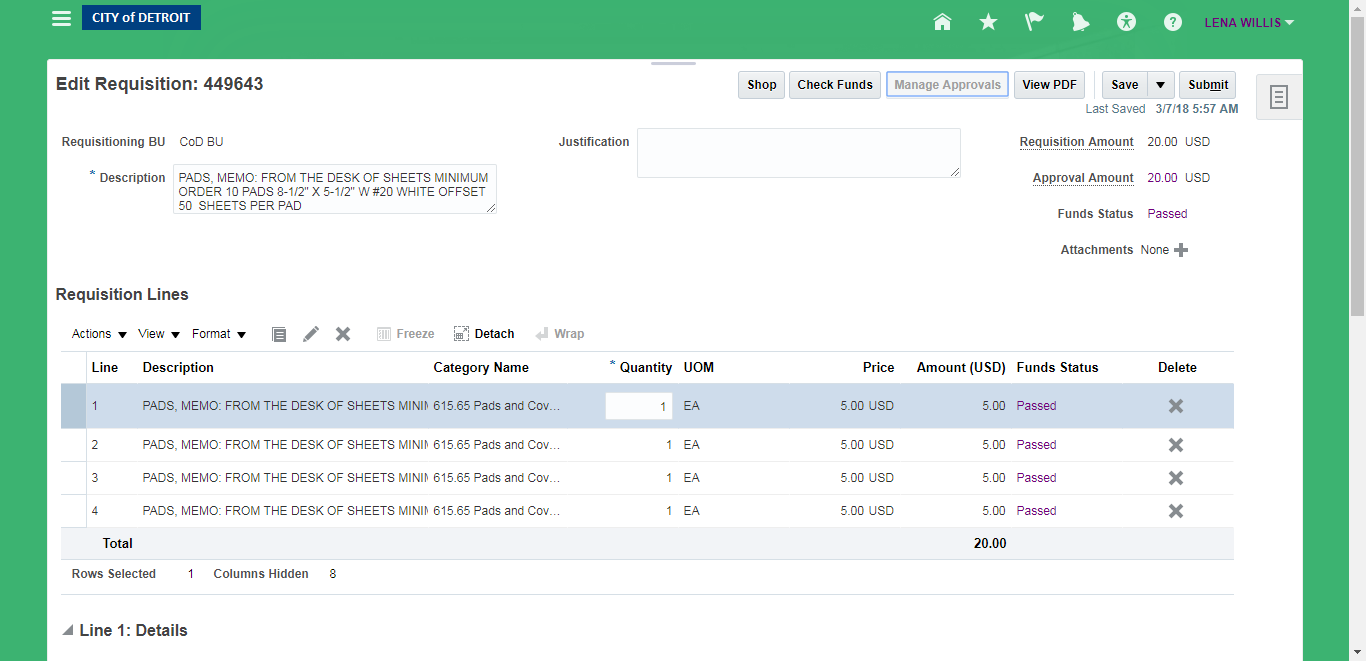 CITY of DETROIT
LENA WILLIS
Edit Requisition: 449643
Shop
Check Funds
Manage Approvals
View PDF
Save
Submit
Last Saved 3/7/18 5:57 AM
Requisitioning BU CoD BU
* Description PADS, MEMO: FROM THE DESK OF SHEETS MINIMUM
ORDER 10 PADS 8-1/2" X 5-1/2" W #20 WHITE OFFSET
50 SHEETS PER PAD
Justification
Requisition Amount 20.00 USD
Approval Amount 20.00 USD
Funds Status Passed
Attachments None
Requisition Lines
Actions View Format Freeze Detach Wrap
Line Description Category Name * Quantity UOM Price Amount (USD) Funds Status Delete
1 PADS, MEMO: FROM THE DESK OF SHEETS MINI 615.65 Pads and Cov... 1 EA 5.00 USD 5.00 Passed
2 PADS, MEMO: FROM THE DESK OF SHEETS MINI 615.65 Pads and Cov... 1 EA 5.00 USD 5.00 Passed
3 PADS, MEMO: FROM THE DESK OF SHEETS MINI 615.65 Pads and Cov... 1 EA 5.00 USD 5.00 Passed
4 PADS, MEMO: FROM THE DESK OF SHEETS MINI 615.65 Pads and Cov... 1 EA 5.00 USD 5.00 Passed
Total 20.00
Rows Selected 1 Columns Hidden 8
Line 1: Details